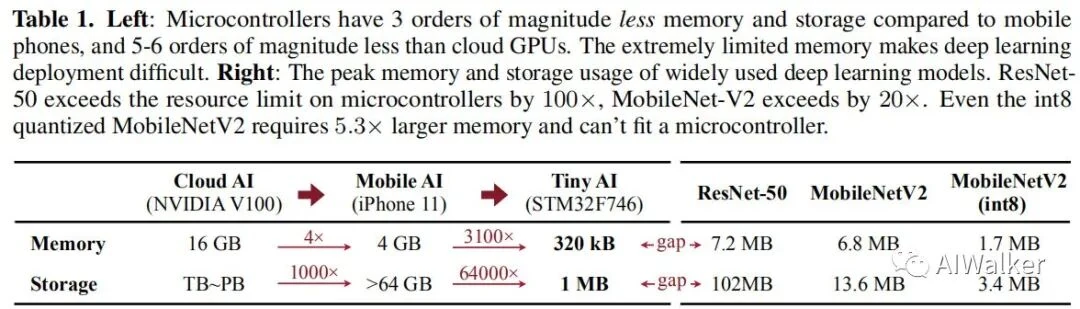 Table 1. Left: Microcontrollers have 3 orders of magnitude less memory and storage compared to mobile
phones, and 5-6 orders of magnitude less than cloud GPUs. The extremely limited memory makes deep learning
deployment difficult. Right: The peak memory and storage usage of widely used deep learning models. ResNet-
50 exceeds the resource limit on microcontrollers by 100×, MobileNet-V2 exceeds by 20×. Even the int8
quantized MobileNetV2 requires 5.3× larger memory and can't fit a microcontroller.
Cloud AI (NVIDIA V100) Mobile AI (iPhone 11) Tiny AI (STM32F746) ResNet-50 MobileNetV2 MobileNetV2 (int8)
Memory 16 GB 4× 4 GB 3100× 320 kB gap 7.2 MB 6.8 MB 1.7 MB
Storage TB~PB 1000× >64 GB 64000× 1 MB gap 102MB 13.6 MB 3.4 MB
AIWalker